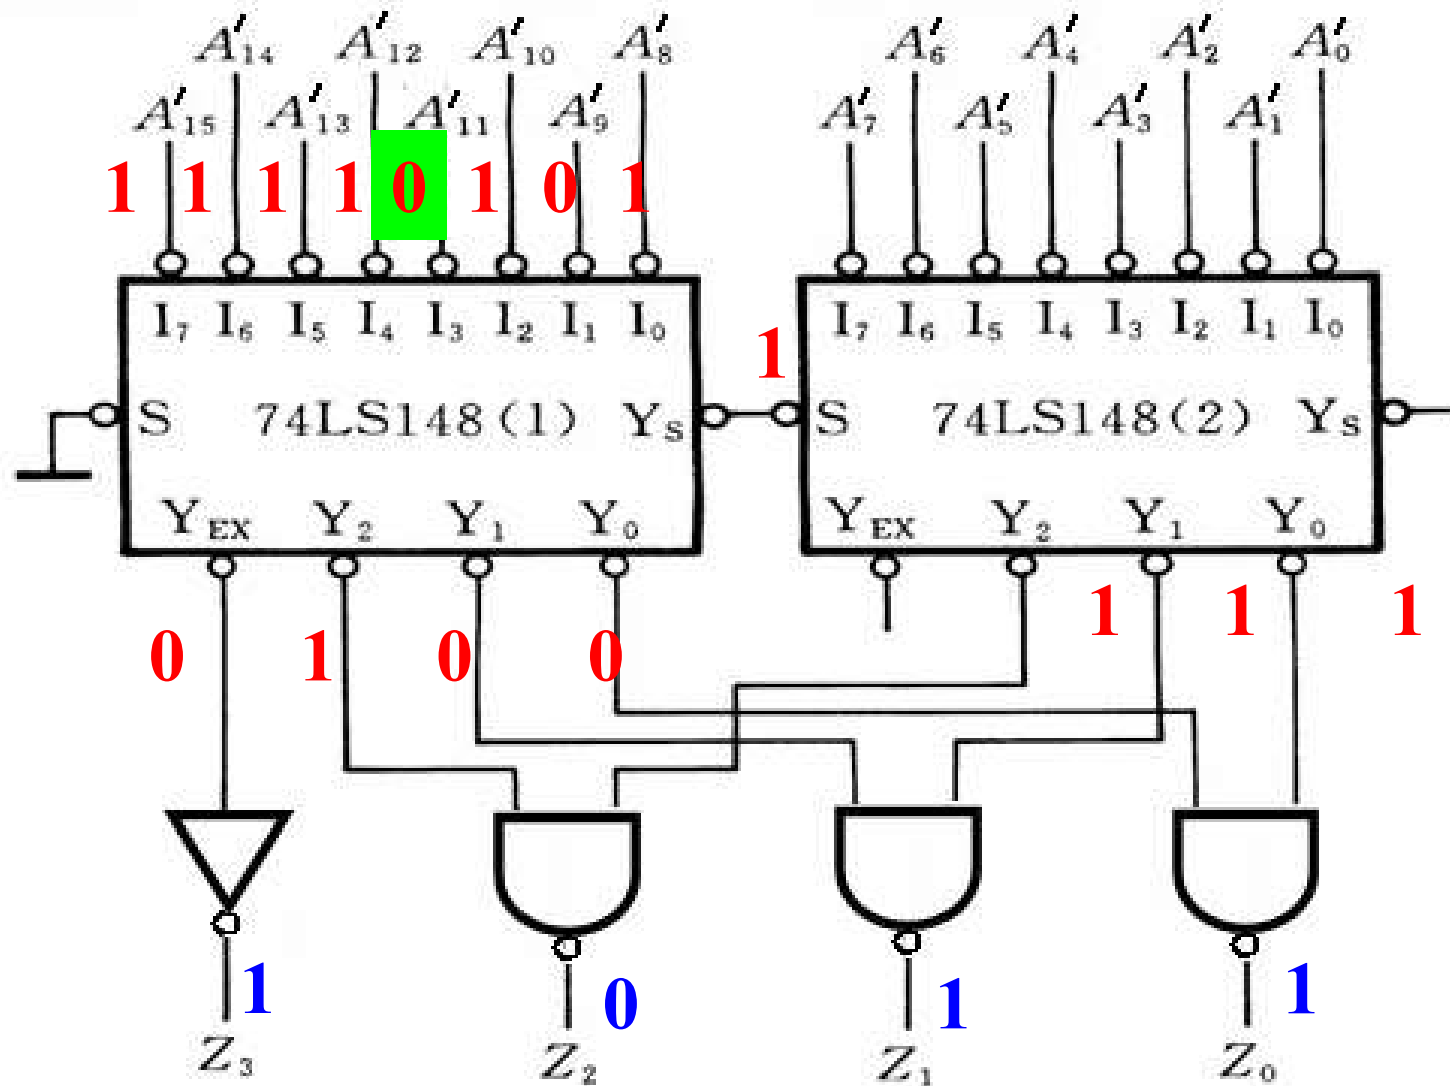 A′14 A′12 A′10 A′8 A′6 A′4 A′2 A′0
A′15 A′13 A′11 A′9 A′7 A′5 A′3 A′1
1 1 1 1 0 1 0 1
I7 I6 I5 I4 I3 I2 I1 I0 I7 I6 I5 I4 I3 I2 I1 I0
1
S 74LS148(1) YS S 74LS148(2) YS
YEX Y2 Y1 Y0 YEX Y2 Y1 Y0
0 1 0 0 1 1 1
1 0 1 1
Z3 Z2 Z1 Z0